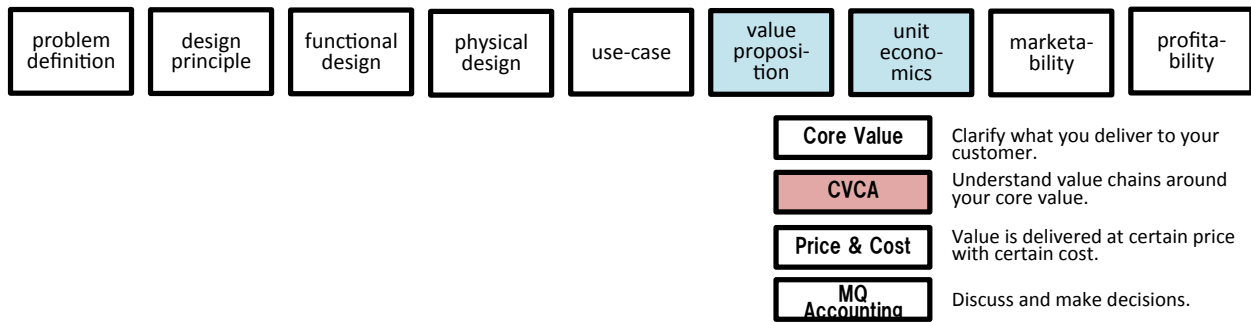 problem
definition
design
principle
functional
design
physical
design
use-case
value
proposi-
tion
unit
econo-
mics
marketa-
bility
profita-
bility
Core Value
Clarify what you deliver to your
customer.
CVCA
Understand value chains around
your core value.
Price & Cost
Value is delivered at certain price
with certain cost.
MQ
Accounting
Discuss and make decisions.